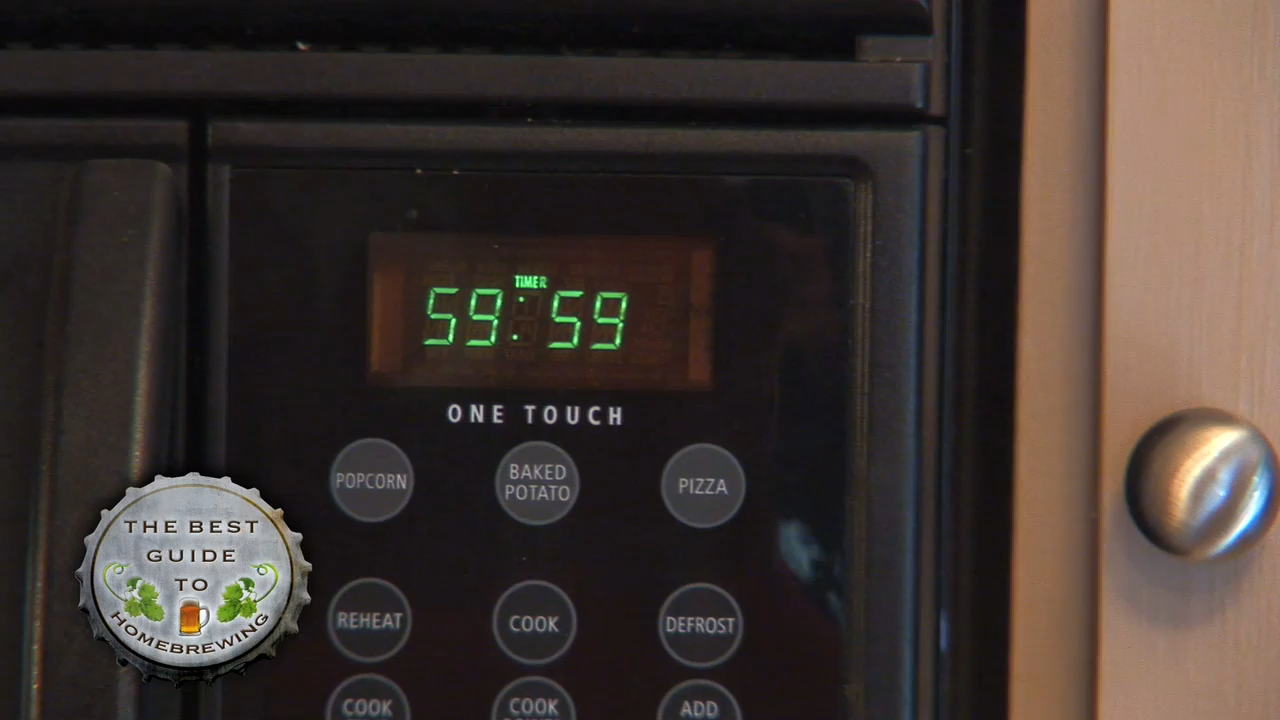 TIMER
59:59
ONE TOUCH
POPCORN
BAKED
POTATO
PIZZA
REHEAT
COOK
DEFROST
COOK
COOK
ADD
THE BEST
GUIDE
TO
HOMEBREWING